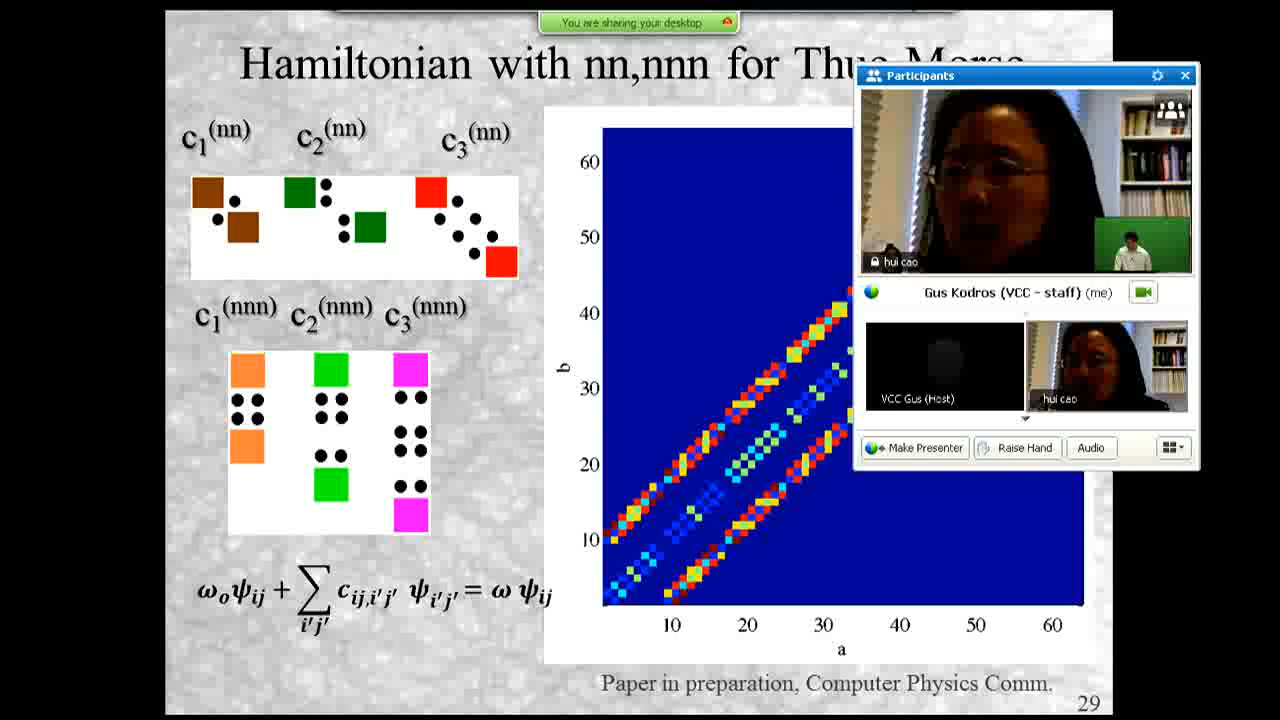 You are sharing your desktop
Hamiltonian with nn,nnn for Thue Morse
Participants
c1(nn) c2(nn) c3(nn)
hui cao
Gus Kodros (VCC - staff) (me)
VCC Gus (Host)
hui cao
Make Presenter Raise Hand Audio
c1(nnn) c2(nnn) c3(nnn)
ωoψij + ∑i'j' cij,i'j' ψi'j' = ω ψij
60
50
40
30
20
10
b
10 20 30 40 50 60
a
Paper in preparation, Computer Physics Comm.
29